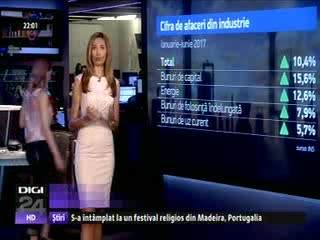 22:01
Cifra de afaceri din industrie
Ianuarie-iunie 2017
Total 10,4%
Bunuri de capital 15,6%
Energie 12,6%
Bunuri de folosință îndelungată 7,9%
Bunuri de uz curent 5,7%
sursa: INS
DIGI
24
HD Știri S-a întâmplat la un festival religios din Madeira, Portugalia